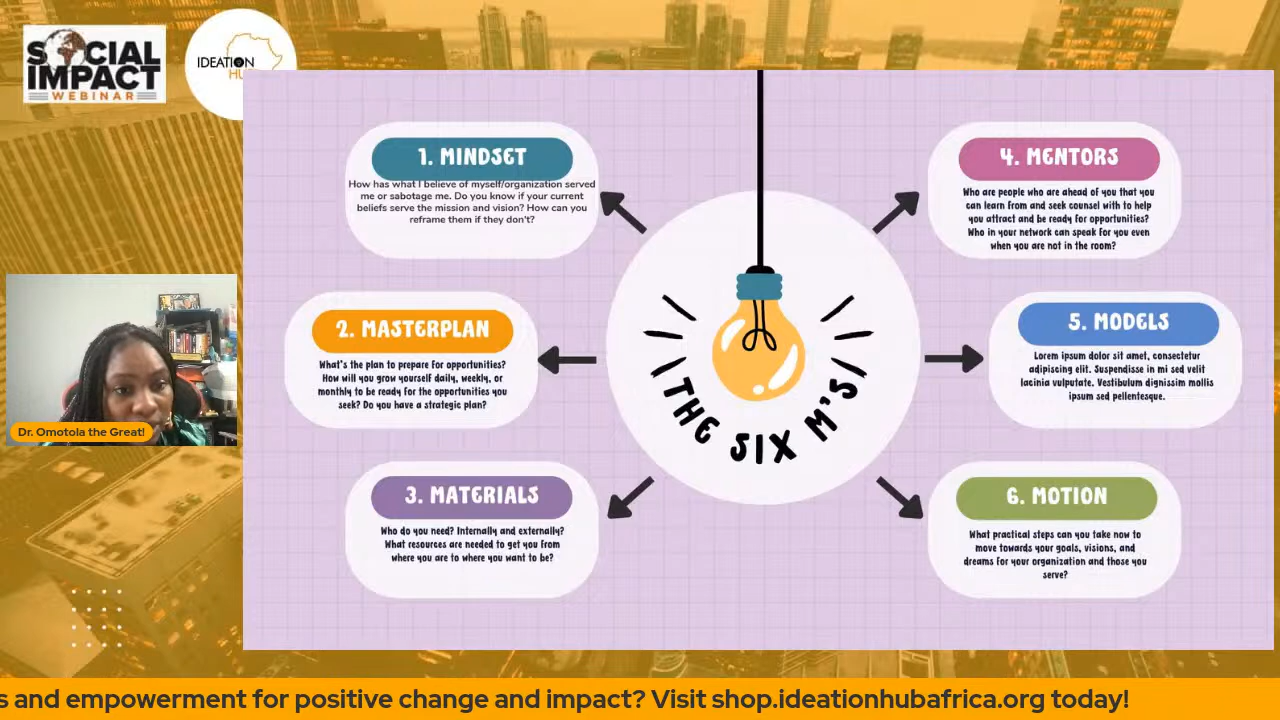 SOCIAL
IMPACT
WEBINAR
IDEATION
HU
1. MINDSET
How has what I believe of myself/organization served
me or sabotage me. Do you know if your current
beliefs serve the mission and vision? How can you
reframe them if they don't?
2. MASTERPLAN
What's the plan to prepare for opportunities?
How will you grow yourself daily, weekly, or
monthly to be ready for the opportunities you
seek? Do you have a strategic plan?
3. MATERIALS
Who do you need? Internally and externally?
What resources are needed to get you from
where you are to where you want to be?
THE SIX M'S
4. MENTORS
Who are people who are ahead of you that you
can learn from and seek counsel with to help
you attract and be ready for opportunities?
Who in your network can speak for you even
when you are not in the room?
5. MODELS
Lorem ipsum dolor sit amet, consectetur
adipiscing elit. Suspendisse in mi sed velit
lacinia vulputate. Vestibulum dignissim mollis
ipsum sed pellentesque.
6. MOTION
What practical steps can you take now to
move towards your goals, visions, and
dreams for your organization and those you
serve?
Dr. Omotola the Great!
s and empowerment for positive change and impact? Visit shop.ideationhubafrica.org today!